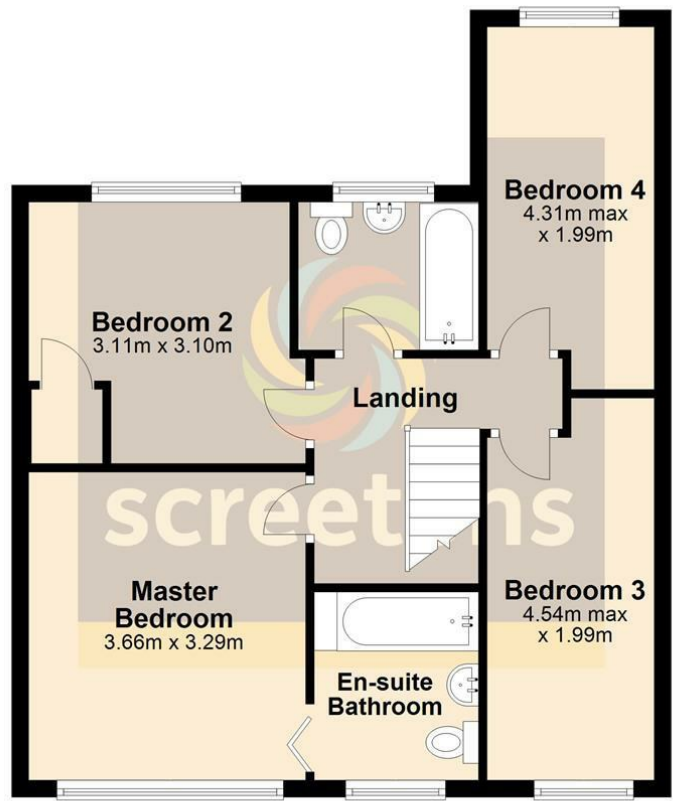 Bedroom 4
4.31m max
x 1.99m
Bedroom 2
3.11m x 3.10m
Landing
Master
Bedroom
3.66m x 3.29m
Bedroom 3
4.54m max
x 1.99m
En-suite
Bathroom